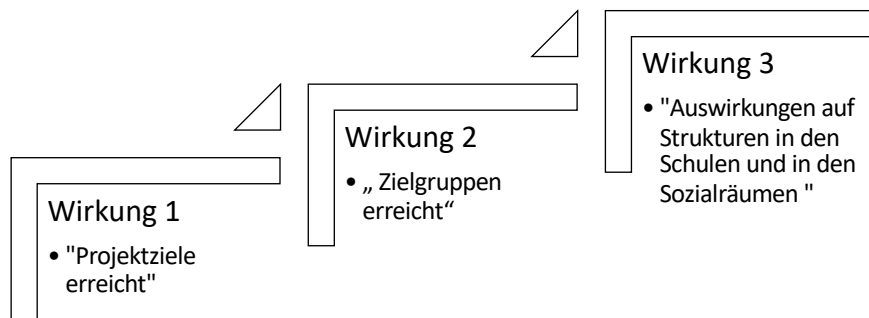 Wirkung 1
• "Projektziele
erreicht"
Wirkung 2
• „ Zielgruppen
erreicht“
Wirkung 3
• "Auswirkungen auf
Strukturen in den
Schulen und in den
Sozialräumen "